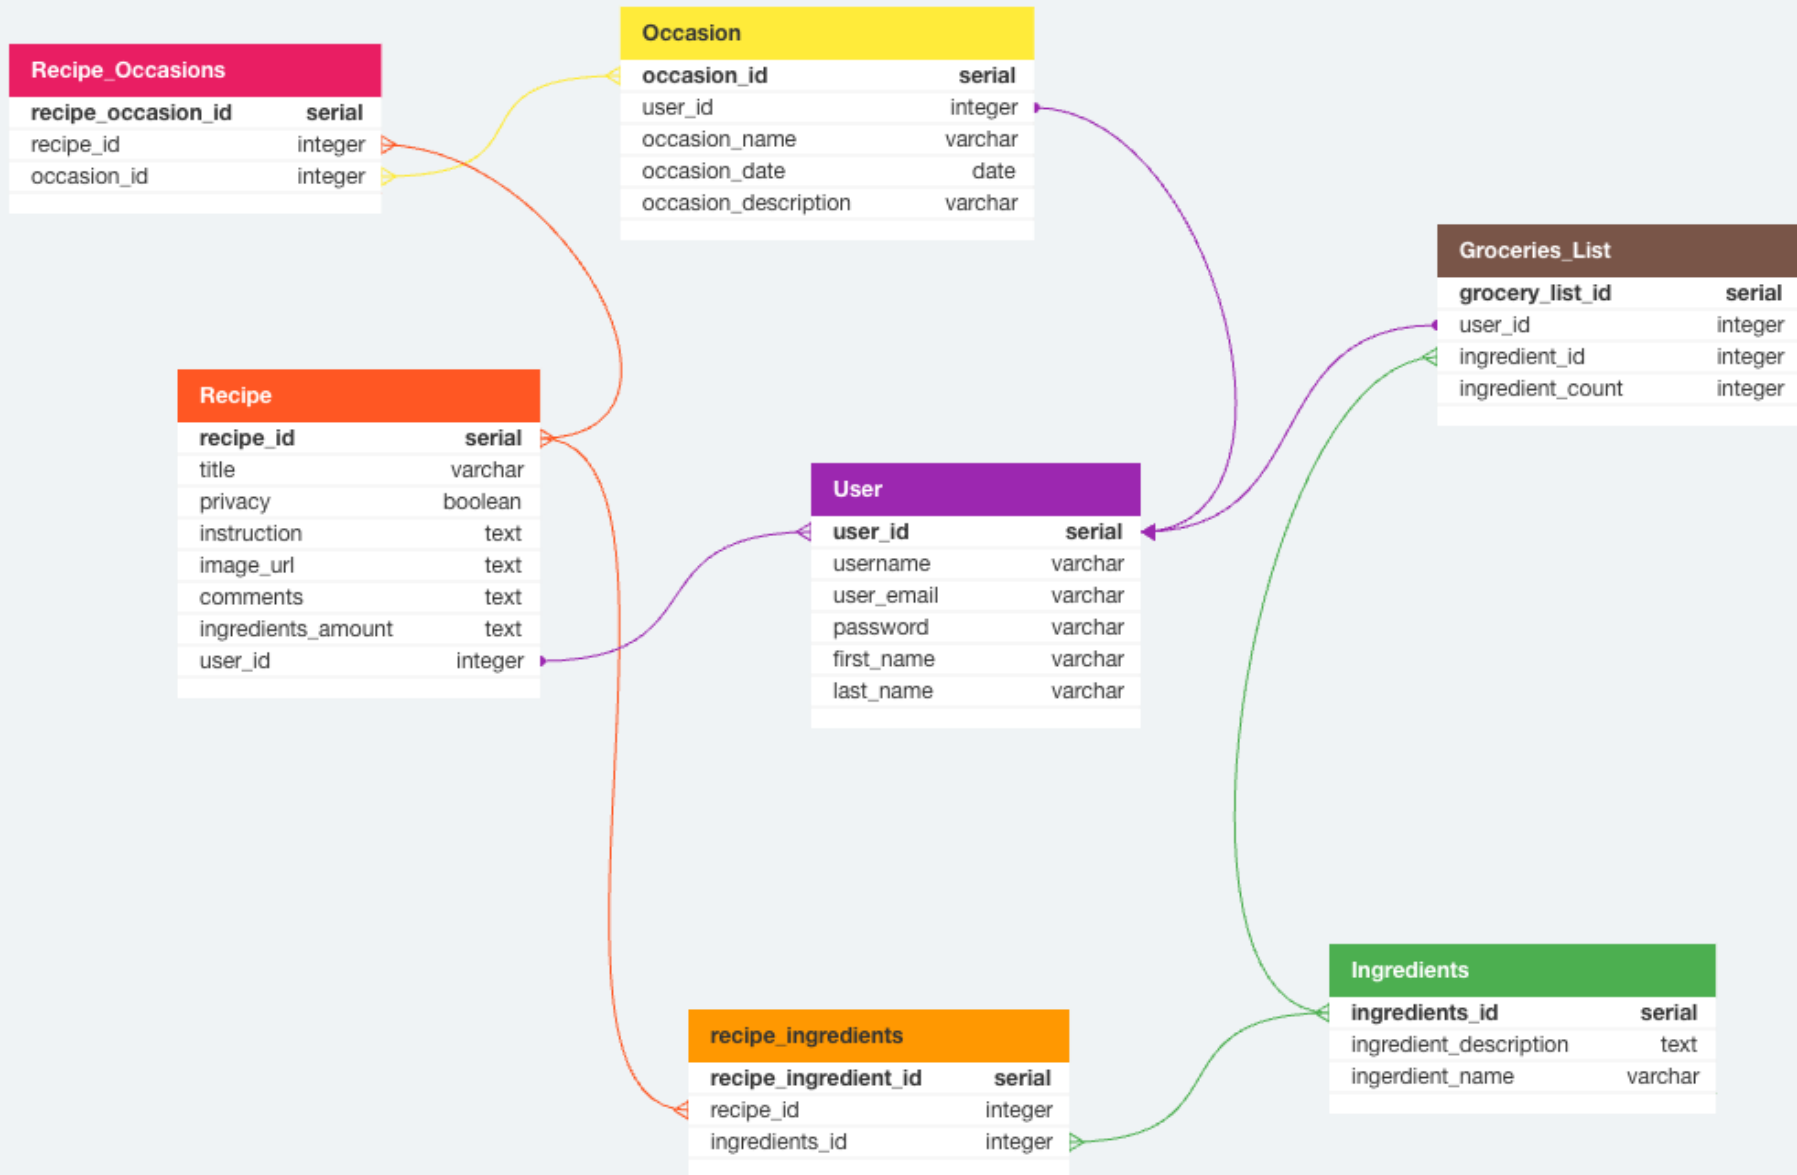 Recipe_Occasions
recipe_occasion_id serial
recipe_id integer
occasion_id integer
Occasion
occasion_id serial
user_id integer
occasion_name varchar
occasion_date date
occasion_description varchar
Groceries_List
grocery_list_id serial
user_id integer
ingredient_id integer
ingredient_count integer
Recipe
recipe_id serial
title varchar
privacy boolean
instruction text
image_url text
comments text
ingredients_amount text
user_id integer
User
user_id serial
username varchar
user_email varchar
password varchar
first_name varchar
last_name varchar
recipe_ingredients
recipe_ingredient_id serial
recipe_id integer
ingredients_id integer
Ingredients
ingredients_id serial
ingredient_description text
ingerdient_name varchar